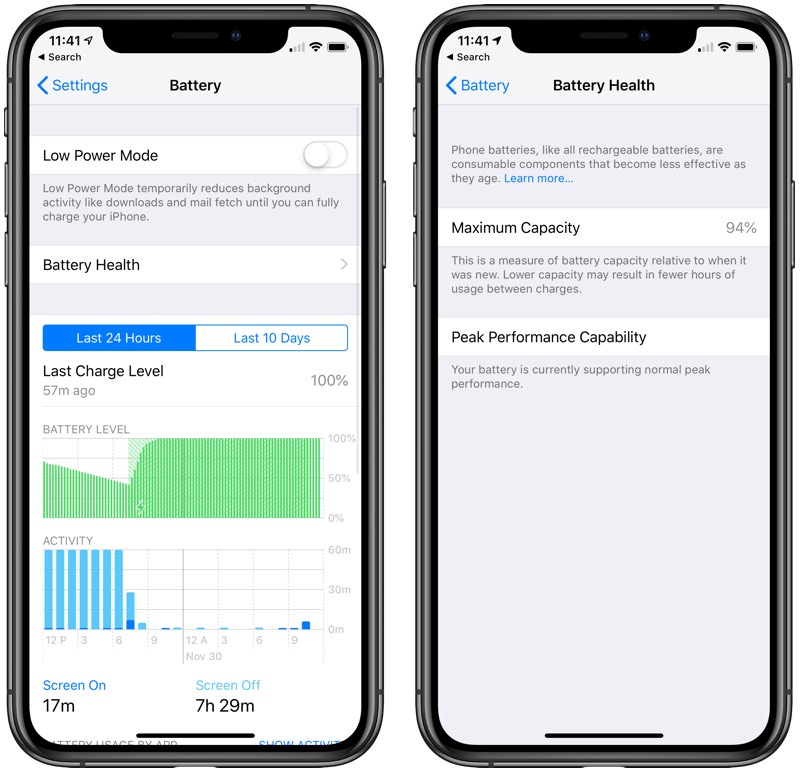 11:41
Search
Settings
Battery
Low Power Mode
Low Power Mode temporarily reduces background
activity like downloads and mail fetch until you can fully
charge your iPhone.
Battery Health
Last 24 Hours
Last 10 Days
Last Charge Level
57m ago
100%
BATTERY LEVEL
100%
50%
0%
ACTIVITY
60m
30m
0m
12 P 3 6 9 12 A 3 6 9
Nov 30
Screen On
Screen Off
17m
7h 29m
BATTERY USAGE BY APP
SHOW ACTIVITY
11:41
Search
Battery
Battery Health
Phone batteries, like all rechargeable batteries, are
consumable components that become less effective as
they age. Learn more...
Maximum Capacity
94%
This is a measure of battery capacity relative to when it
was new. Lower capacity may result in fewer hours of
usage between charges.
Peak Performance Capability
Your battery is currently supporting normal peak
performance.